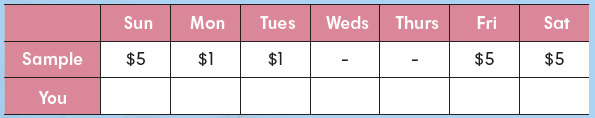 Sun Mon Tues Weds Thurs Fri Sat
Sample $5 $1 $1 - - $5 $5
You